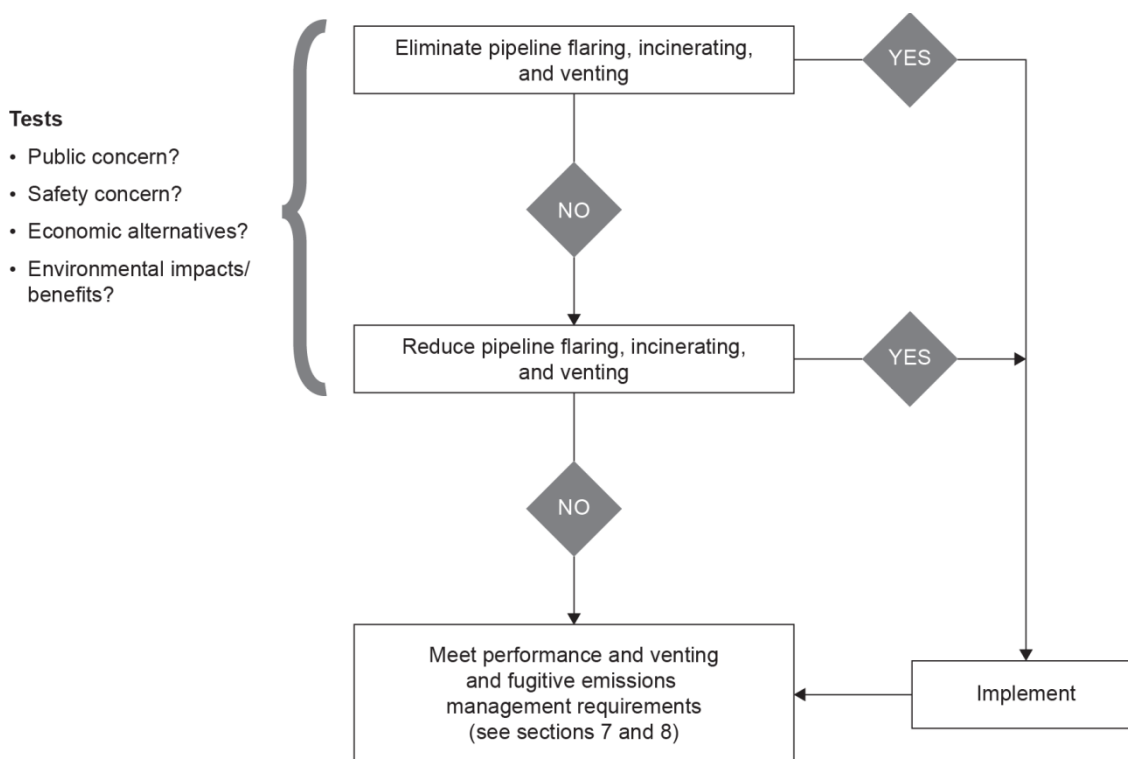 Tests
• Public concern?
• Safety concern?
• Economic alternatives?
• Environmental impacts/
benefits?
Eliminate pipeline flaring, incinerating,
and venting
YES
NO
Reduce pipeline flaring, incinerating,
and venting
YES
NO
Meet performance and venting
and fugitive emissions
management requirements
(see sections 7 and 8)
Implement